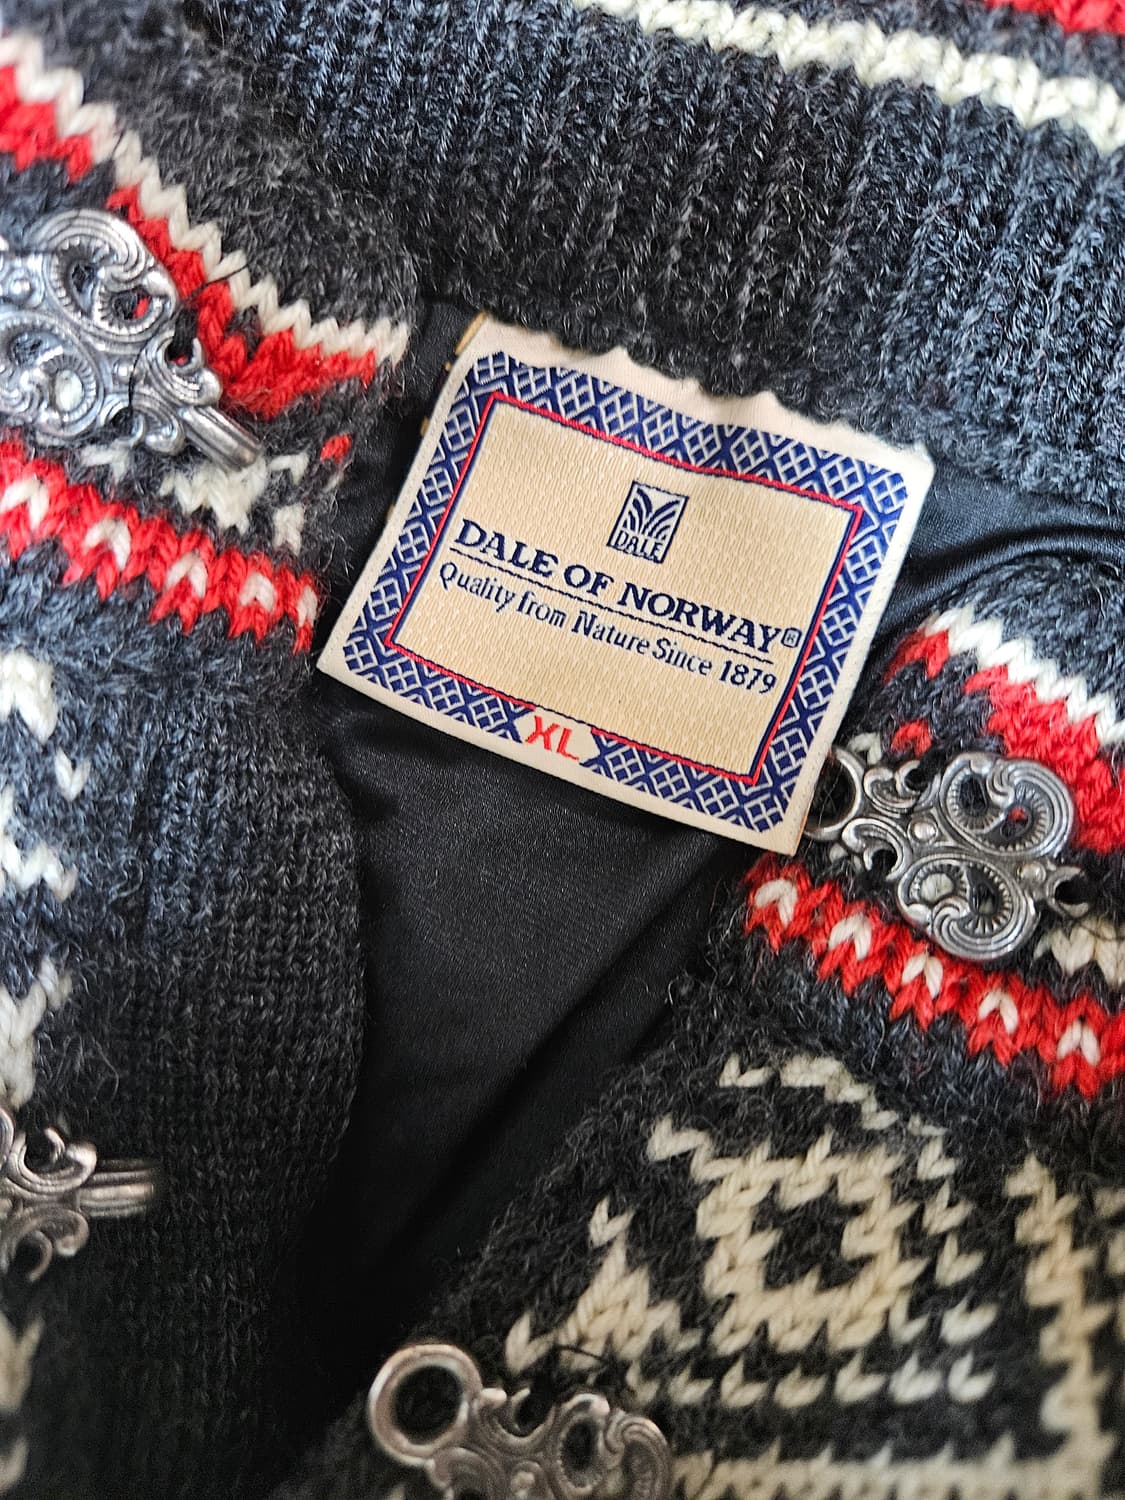 DALE
DALE OF NORWAY®
Quality from Nature Since 1879
XL